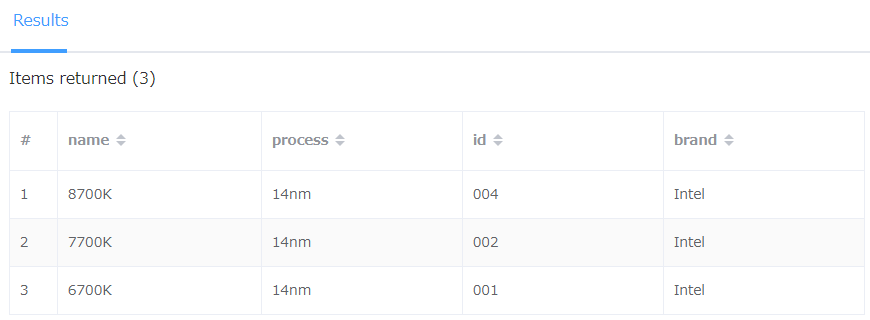 Results
Items returned (3)
# name process id brand
1 8700K 14nm 004 Intel
2 7700K 14nm 002 Intel
3 6700K 14nm 001 Intel